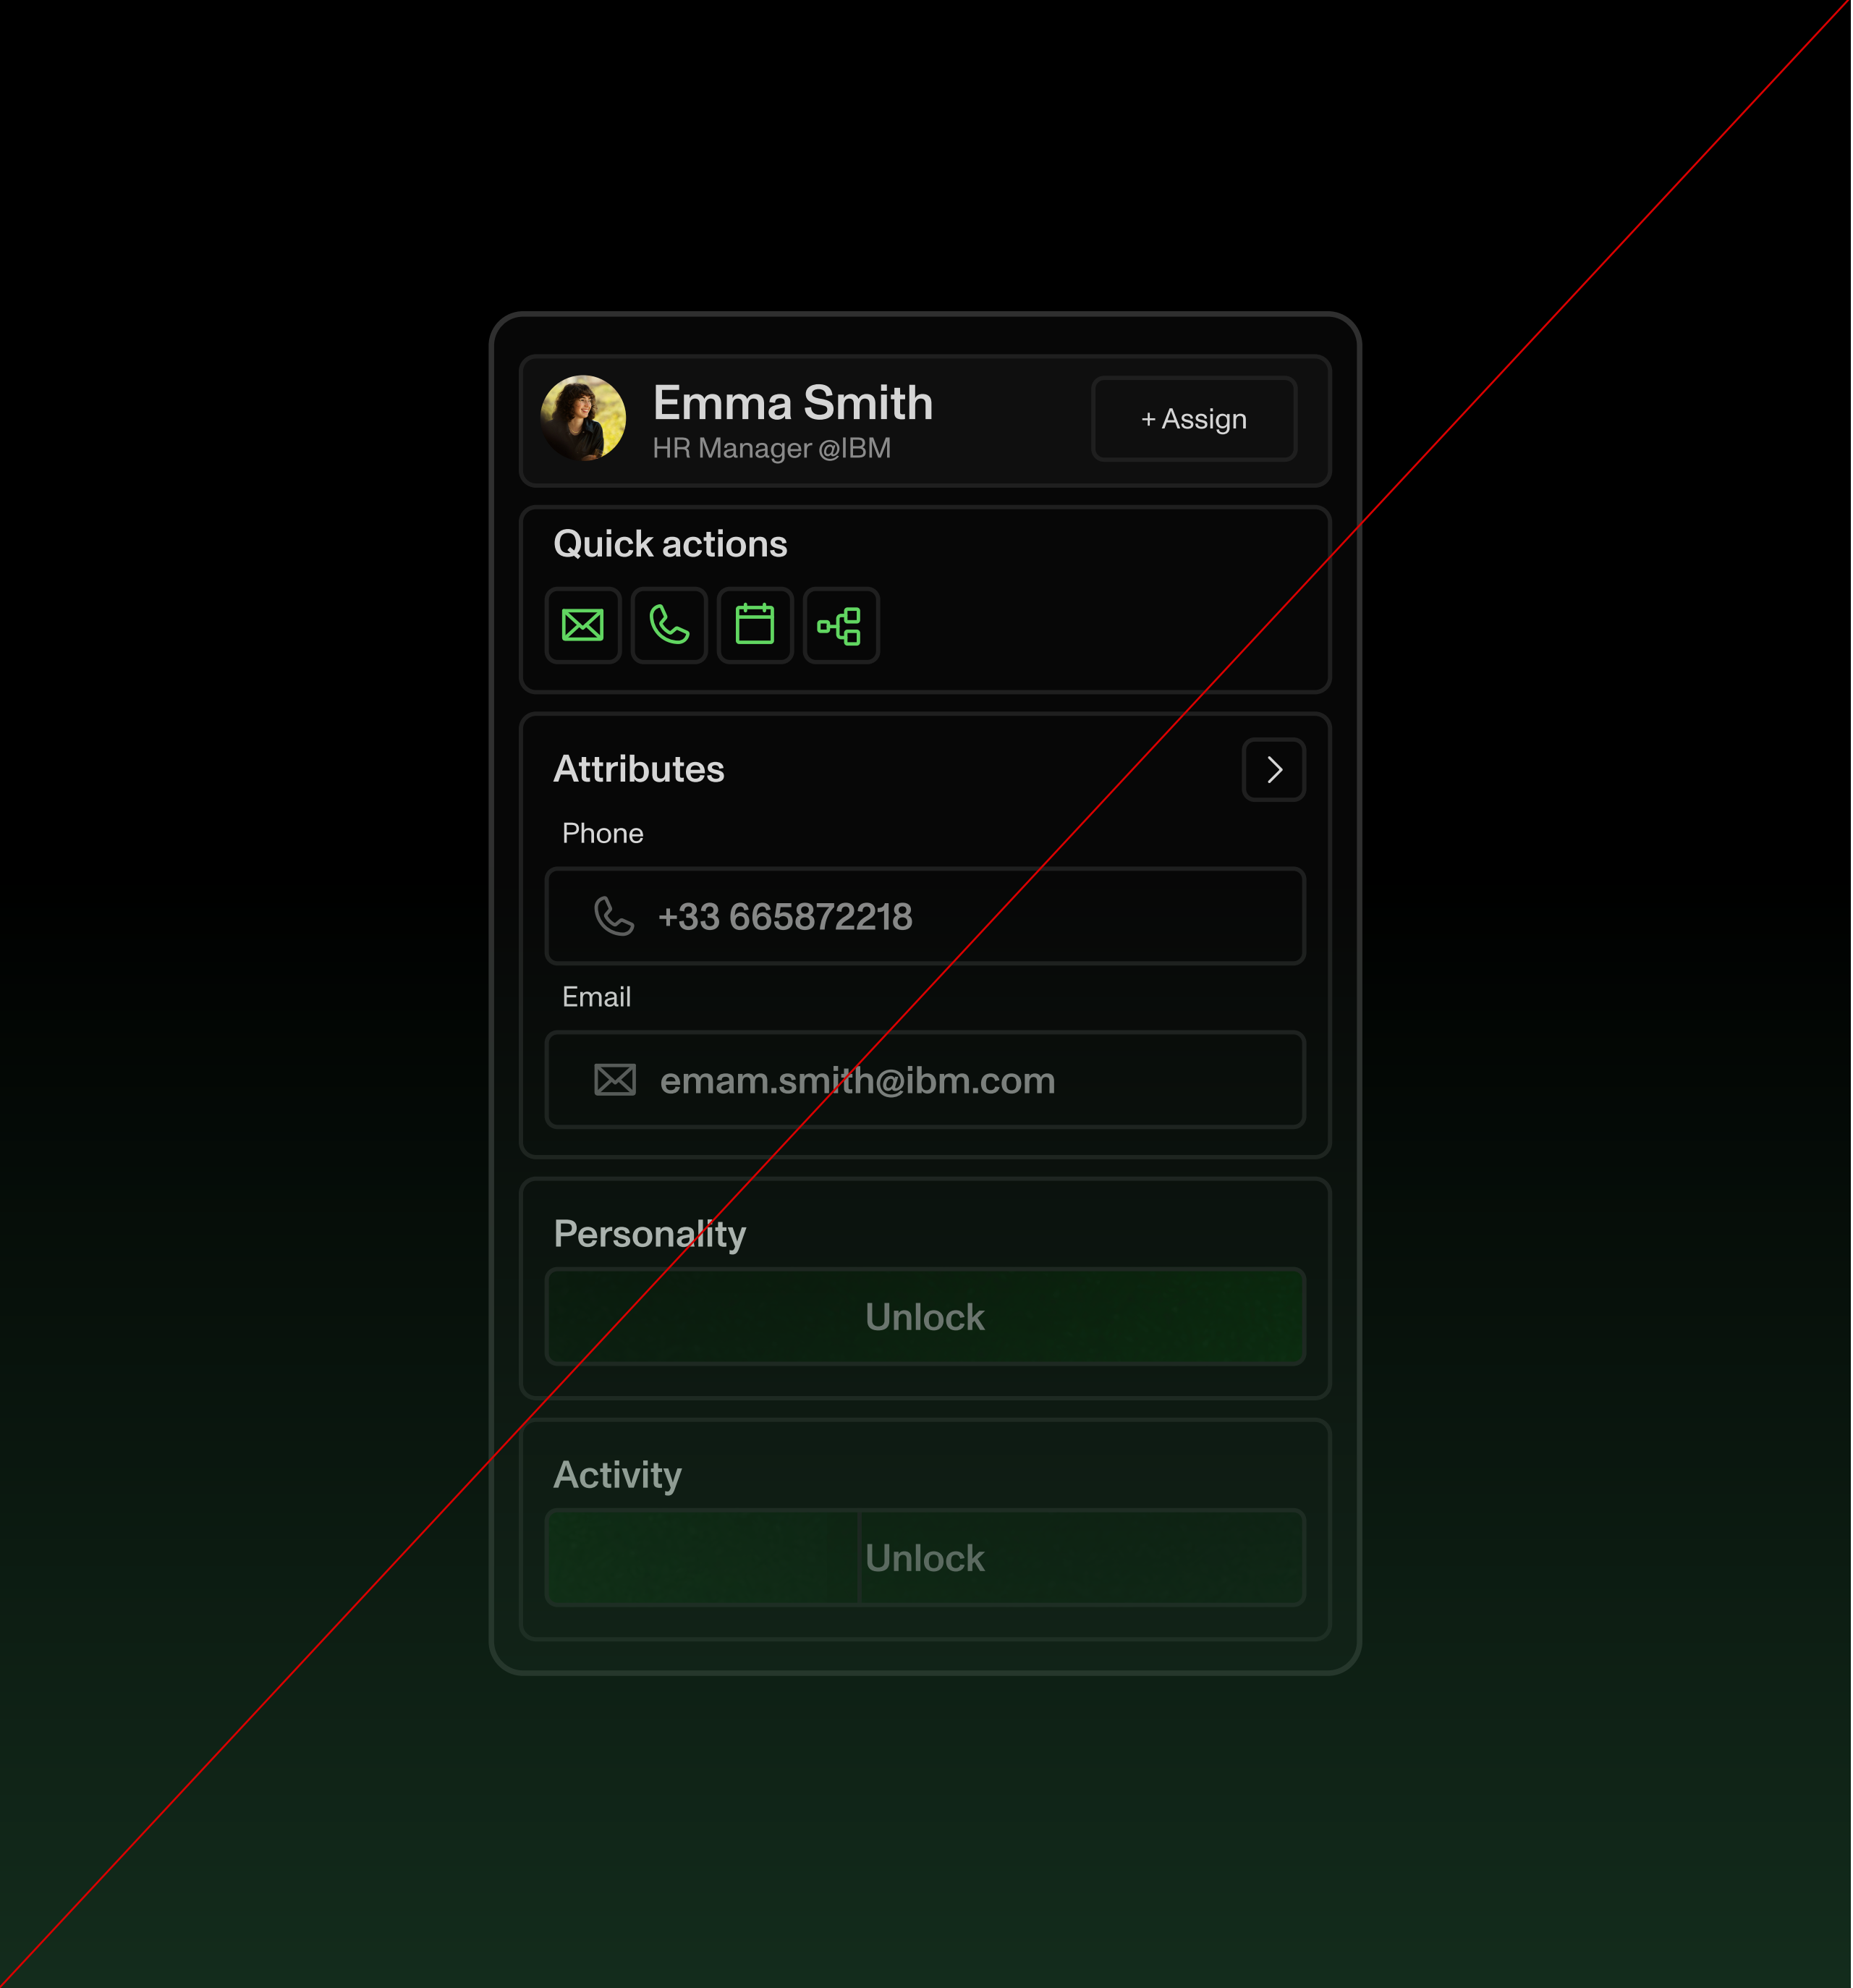 Emma Smith
HR Manager @IBM
+ Assign
Quick actions
Attributes
Phone
+33 665872218
Email
emam.smith@ibm.com
Personality
Unlock
Activity
Unlock